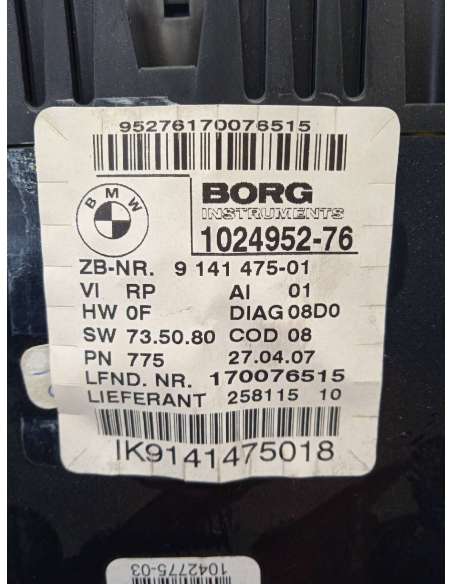 95276170076515
BMW
BORG
INSTRUMENTS
1024952-76
ZB-NR. 9 141 475-01
VI RP AI 01
HW 0F DIAG 08D0
SW 73.50.80 COD 08
PN 775 27.04.07
LFND. NR. 170076515
LIEFERANT 258115 10
IK9141475018
1042775-03